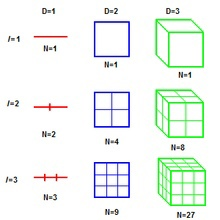 D=1 D=2 D=3
l=1
N=1 N=1 N=1
l=2
N=2 N=4 N=8
l=3
N=3 N=9 N=27